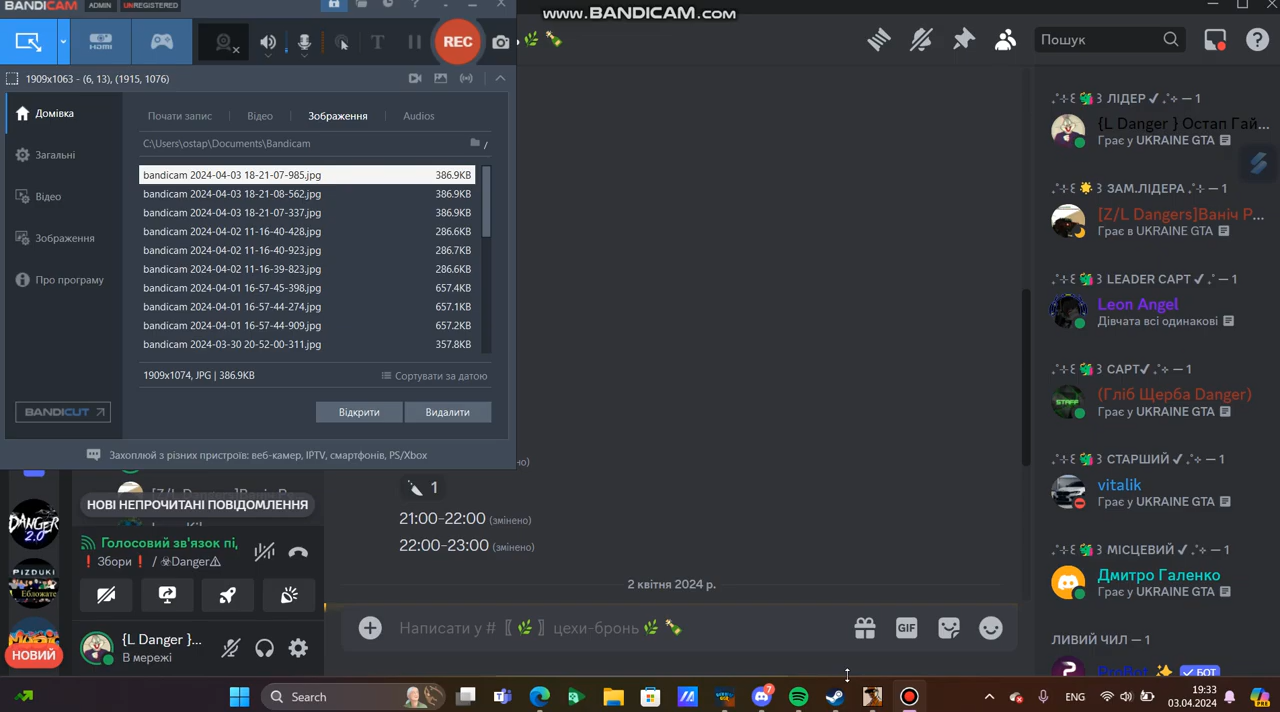 BANDICAM ADMIN UNREGISTERED
www.BANDICAM.com
HDMI
REC
1909x1063 - (6, 13), (1915, 1076)
Домівка
Загальні
Відео
Зображення
Про програму
BANDICUT
Почати запис
Відео
Зображення
Audios
C:\Users\ostap\Documents\Bandicam
/
bandicam 2024-04-03 18-21-07-985.jpg 386.9KB
bandicam 2024-04-03 18-21-08-562.jpg 386.9KB
bandicam 2024-04-03 18-21-07-337.jpg 386.9KB
bandicam 2024-04-02 11-16-40-428.jpg 286.6KB
bandicam 2024-04-02 11-16-40-923.jpg 286.7KB
bandicam 2024-04-02 11-16-39-823.jpg 286.6KB
bandicam 2024-04-01 16-57-45-398.jpg 657.4KB
bandicam 2024-04-01 16-57-44-274.jpg 657.1KB
bandicam 2024-04-01 16-57-44-909.jpg 657.2KB
bandicam 2024-03-30 20-52-00-311.jpg 357.8KB
1909x1074, JPG | 386.9KB
Сортувати за датою
Відкрити
Видалити
Захоплюй з різних пристроїв: веб-камер, IPTV, смартфонів, PS/Xbox
DANGER 2.0
PIZDUKI
НОВИЙ
НОВІ НЕПРОЧИТАНІ ПОВІДОМЛЕННЯ
Голосовий зв'язок пі,
❗Збори❗ / ☣Danger⚠
{L Danger }...
В мережі
1
21:00-22:00 (змінено)
22:00-23:00 (змінено)
2 квітня 2024 р.
Написати у # 〖🌿〗цехи-бронь🌿🍾
GIF
Пошук
ЛІДЕР ✓ — 1
{L Danger } Остап Гай...
Грає у UKRAINE GTA
ЗАМ.ЛІДЕРА — 1
[Z/L Dangers]Ваніч Р...
Грає в UKRAINE GTA
LEADER CAPT ✓ — 1
Leon Angel
Дівчата всі одинакові
CAPT✓ — 1
STAFF
(Гліб Щерба Danger)
Грає у UKRAINE GTA
СТАРШИЙ ✓ — 1
vitalik
Грає у UKRAINE GTA
МІСЦЕВИЙ ✓ — 1
Дмитро Галенко
Грає у UKRAINE GTA
ЛИВИЙ ЧИЛ — 1
ProBot ✨ ✓ БОТ
Search
7
ENG
19:33
03.04.2024